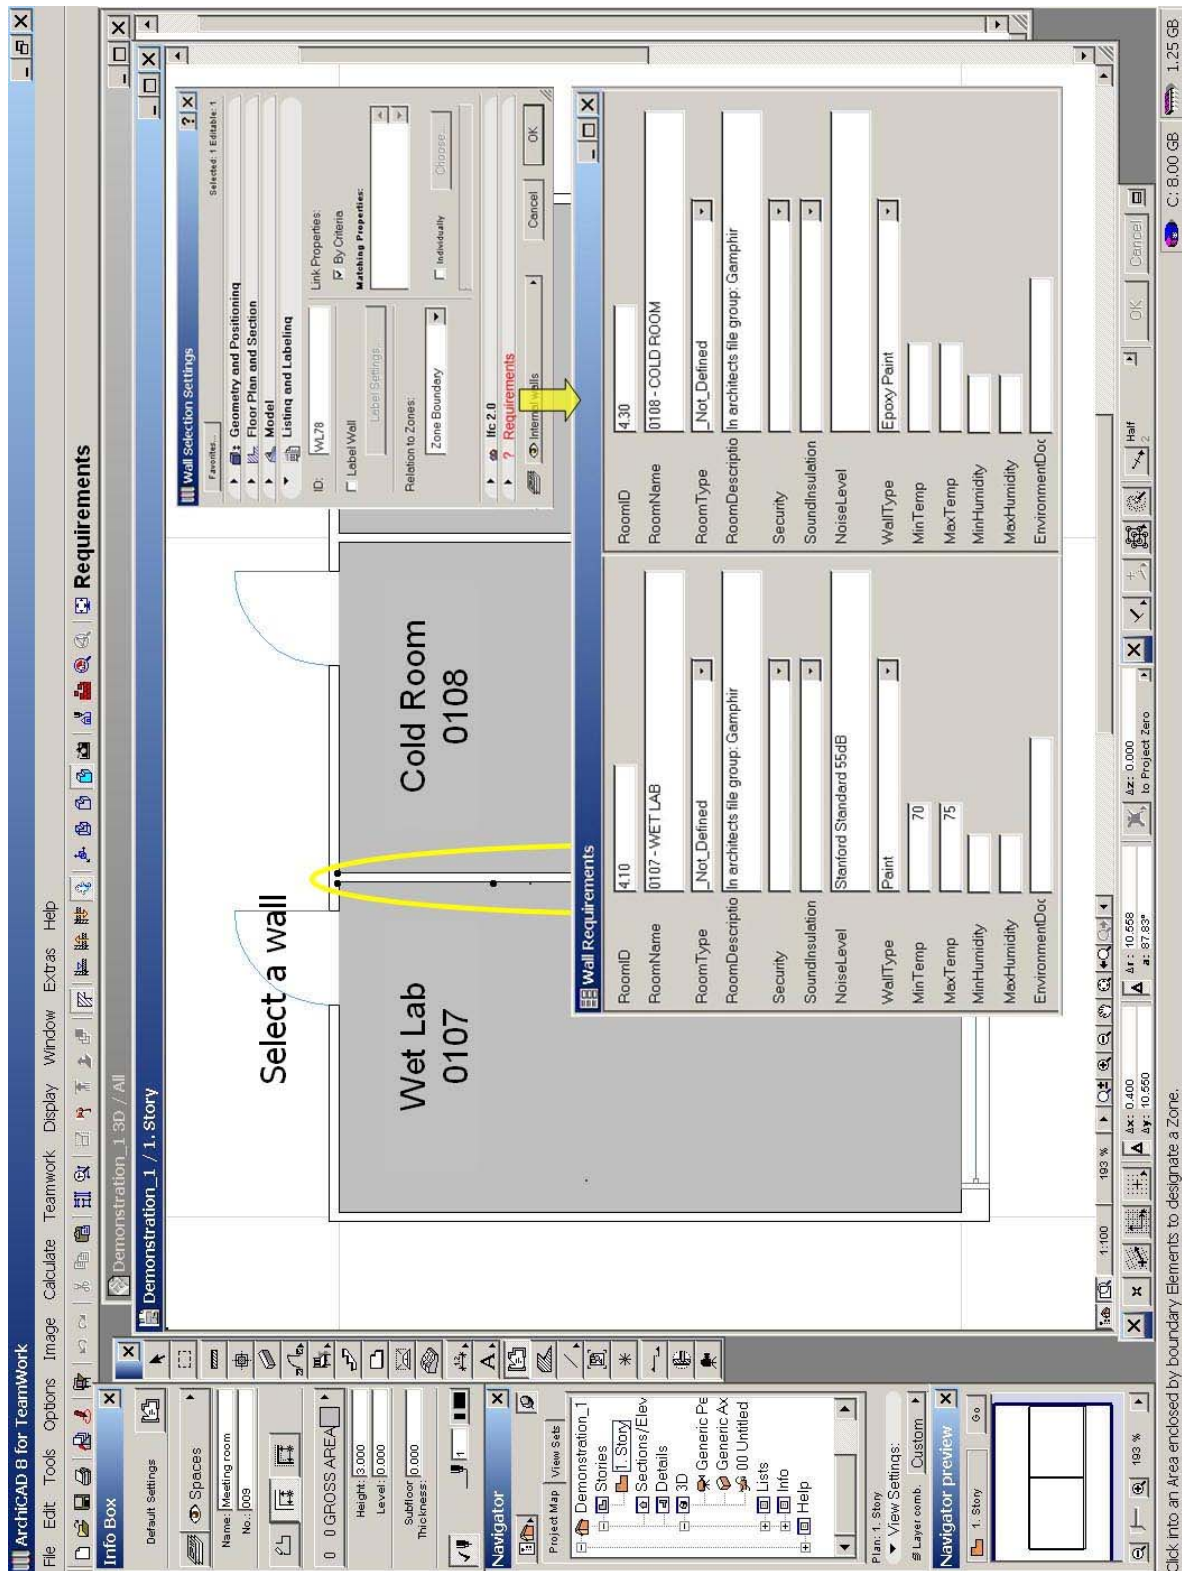 ArchiCAD 8 for TeamWork
File Edit Tools Options Image Calculate Teamwork Display Window Extras Help
Requirements
Info Box
Default Settings
Spaces
Name: Meeting room
No.: 009
0 0 GROSS AREA
Height: 3.000
Level: 0.000
Subfloor
Thickness: 0.000
1
Navigator
Project Map View Sets
Demonstration_1
Stories
1. Story
Sections/Elev
Details
3D
Generic Pe
Generic Ax
00 Untitled
Lists
Info
Help
Plan: 1. Story
View Settings:
Layer comb. Custom
Navigator preview
1. Story Go
193 %
Demonstration_1 3D / All
Demonstration_1 / 1. Story
Select a wall
Wet Lab
0107
Cold Room
0108
Wall Selection Settings
Favorites... Selected: 1 Editable: 1
Geometry and Positioning
Floor Plan and Section
Model
Listing and Labeling
ID: WL78
Label Wall
Label Settings...
Relation to Zones:
Zone Boundary
Link Properties:
By Criteria
Matching Properties:
Individually
Choose...
Ifc 2.0
? Requirements
Internal walls Cancel OK
Wall Requirements
RoomID 4.10
RoomName 0107 - WET LAB
RoomType _Not_Defined
RoomDescriptio In architects file group: Gamphir
Security
SoundInsulation
NoiseLevel Stanford Standard 55dB
WallType Paint
MinTemp 70
MaxTemp 75
MinHumidity
MaxHumidity
EnvironmentDoc
RoomID 4.30
RoomName 0108 - COLD ROOM
RoomType _Not_Defined
RoomDescriptio In architects file group: Gamphir
Security
SoundInsulation
NoiseLevel
WallType Epoxy Paint
MinTemp
MaxTemp
MinHumidity
MaxHumidity
EnvironmentDoc
1:100 193 %
Δx: 0.400
Δy: 10.550
Δr: 10.558
a: 87.83°
Δz: 0.000
to Project Zero
Half
2
OK Cancel
Click into an Area enclosed by boundary Elements to designate a Zone.
C: 8.00 GB 1.25 GB